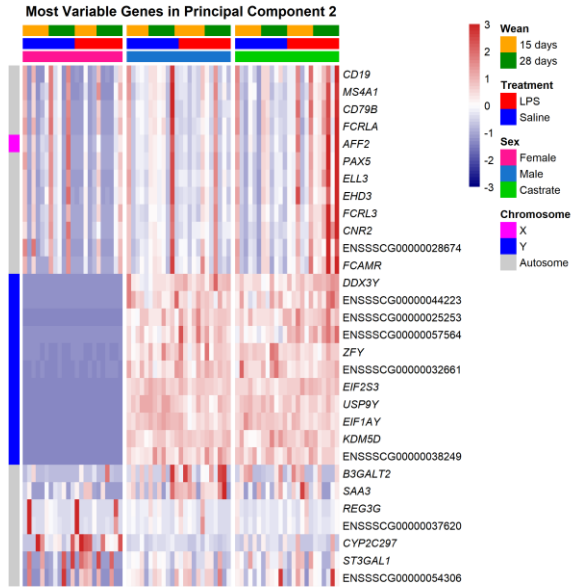 Most Variable Genes in Principal Component 2
CD19
MS4A1
CD79B
FCRLA
AFF2
PAX5
ELL3
EHD3
FCRL3
CNR2
ENSSSCG00000028674
FCAMR
DDX3Y
ENSSSCG00000044223
ENSSSCG00000025253
ENSSSCG00000057564
ZFY
ENSSSCG00000032661
EIF2S3
USP9Y
EIF1AY
KDM5D
ENSSSCG00000038249
B3GALT2
SAA3
REG3G
ENSSSCG00000037620
CYP2C297
ST3GAL1
ENSSSCG00000054306
3
2
1
0
-1
-2
-3
Wean
15 days
28 days
Treatment
LPS
Saline
Sex
Female
Male
Castrate
Chromosome
X
Y
Autosome